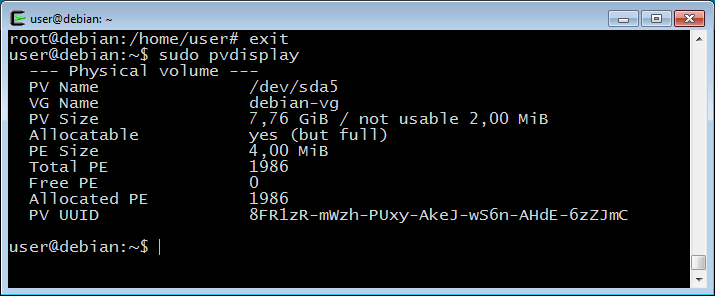 user@debian: ~
root@debian:/home/user# exit
user@debian:~$ sudo pvdisplay
  --- Physical volume ---
  PV Name               /dev/sda5
  VG Name               debian-vg
  PV Size               7,76 GiB / not usable 2,00 MiB
  Allocatable           yes (but full)
  PE Size               4,00 MiB
  Total PE              1986
  Free PE               0
  Allocated PE          1986
  PV UUID               8FR1zR-mWzh-PUxy-AkeJ-wS6n-AHdE-6zZJmC
user@debian:~$